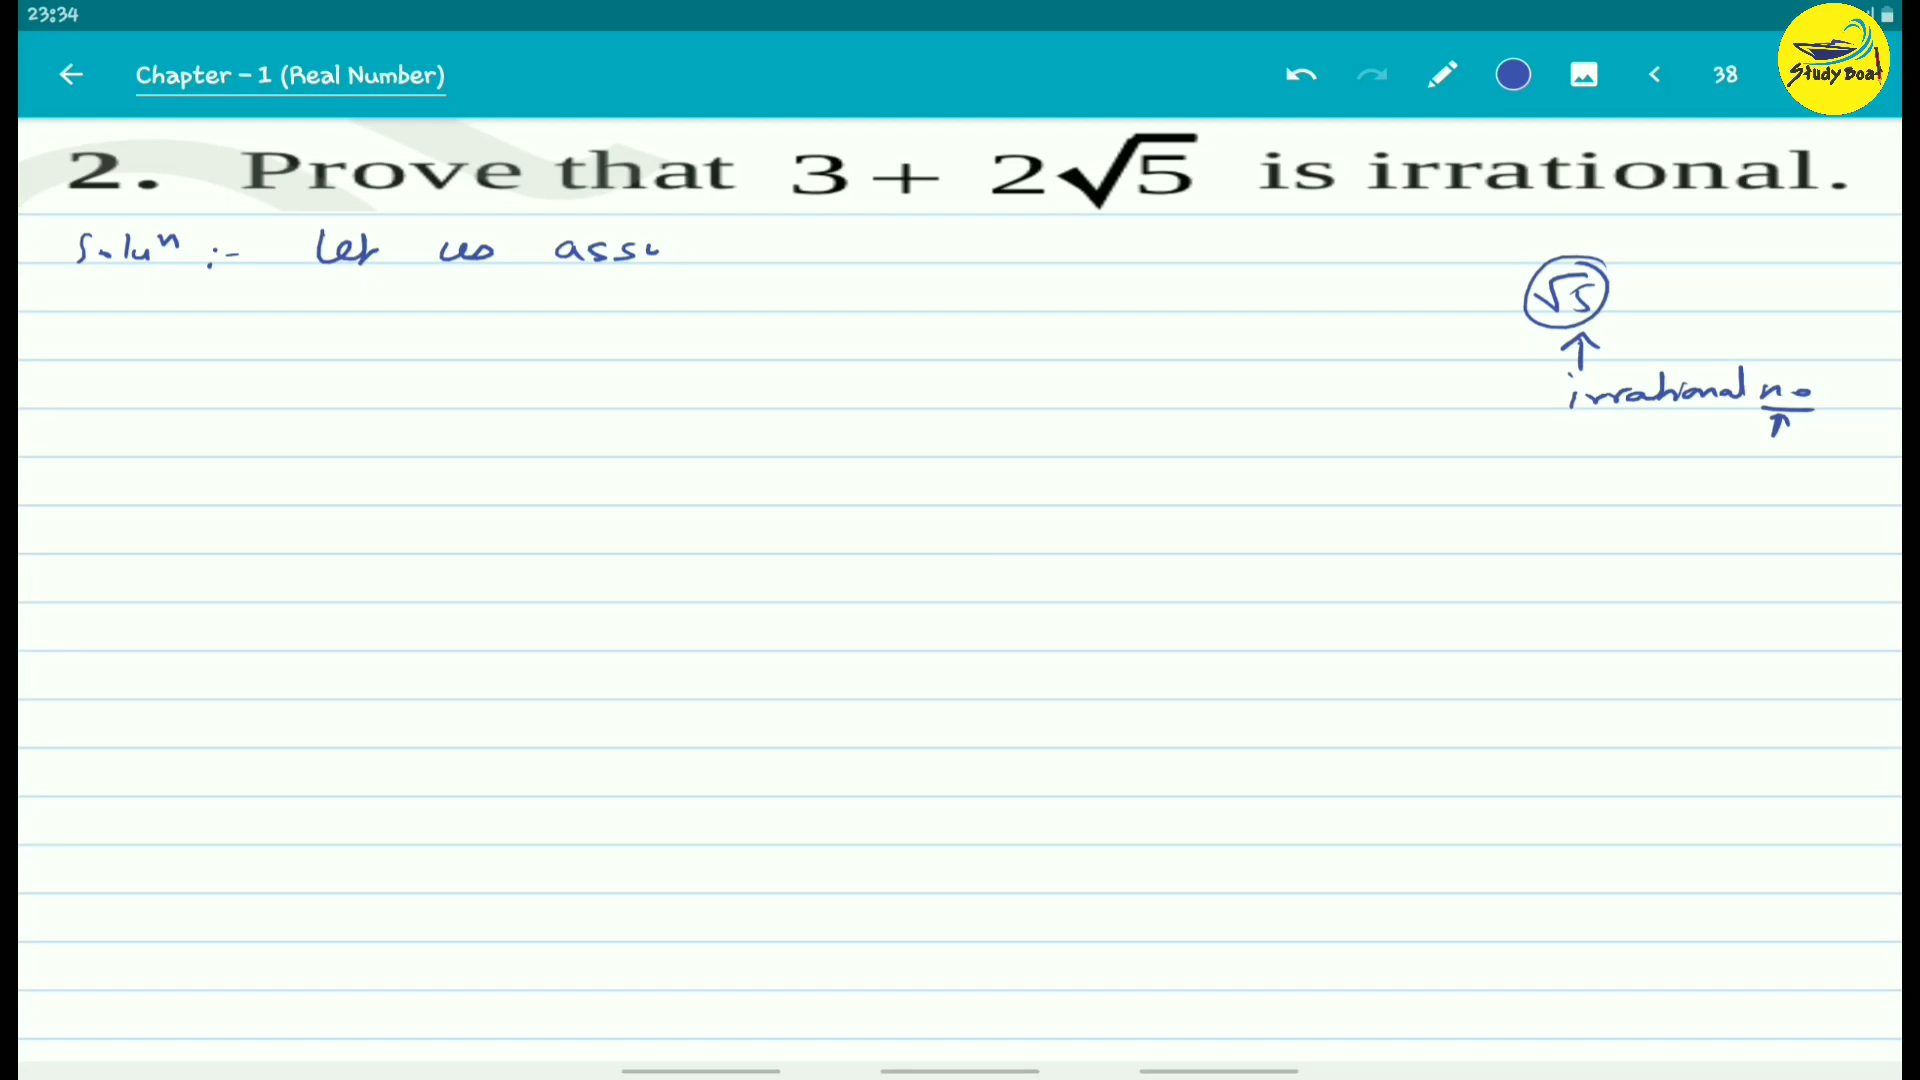 23:34
Chapter - 1 (Real Number)
38
Study Boat
2. Prove that 3 + 2√5 is irrational.
Soluⁿ :- Let us assu
√5
↑
irrational no
↑